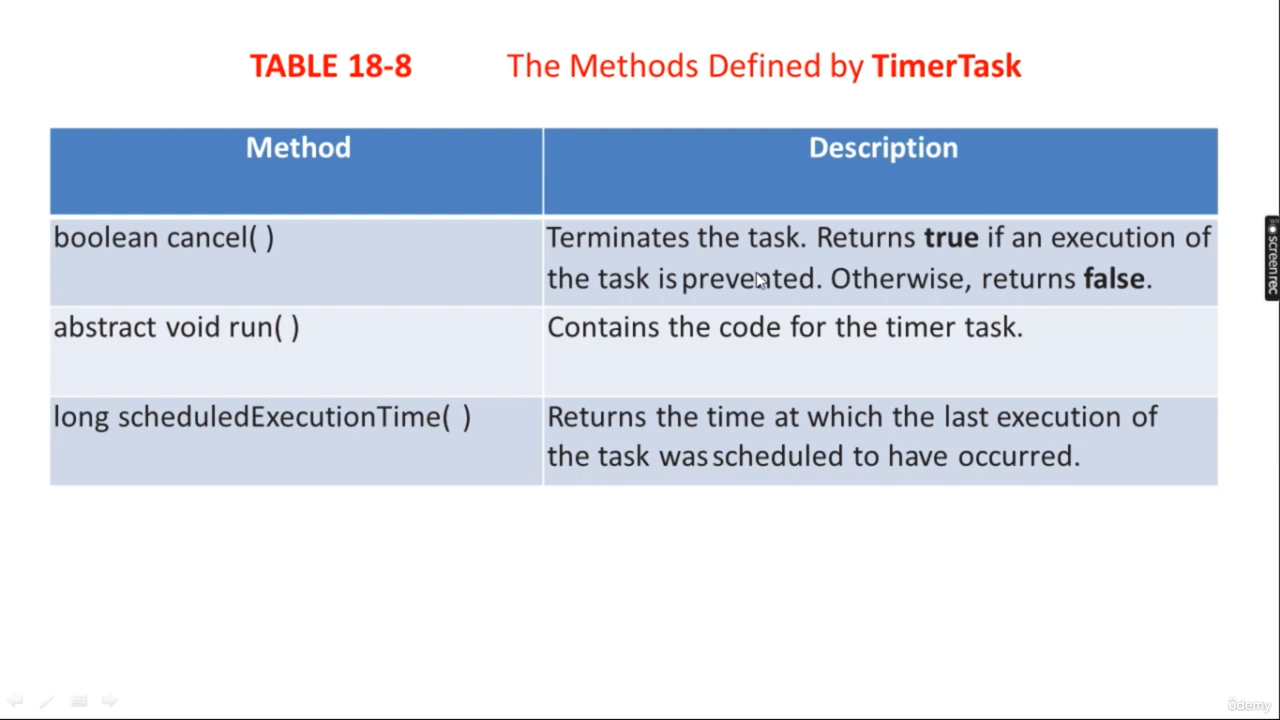 TABLE 18-8 The Methods Defined by TimerTask
Method Description
boolean cancel( ) Terminates the task. Returns true if an execution of
the task is prevented. Otherwise, returns false.
abstract void run( ) Contains the code for the timer task.
long scheduledExecutionTime( ) Returns the time at which the last execution of
the task was scheduled to have occurred.
screenrec
ûdemy